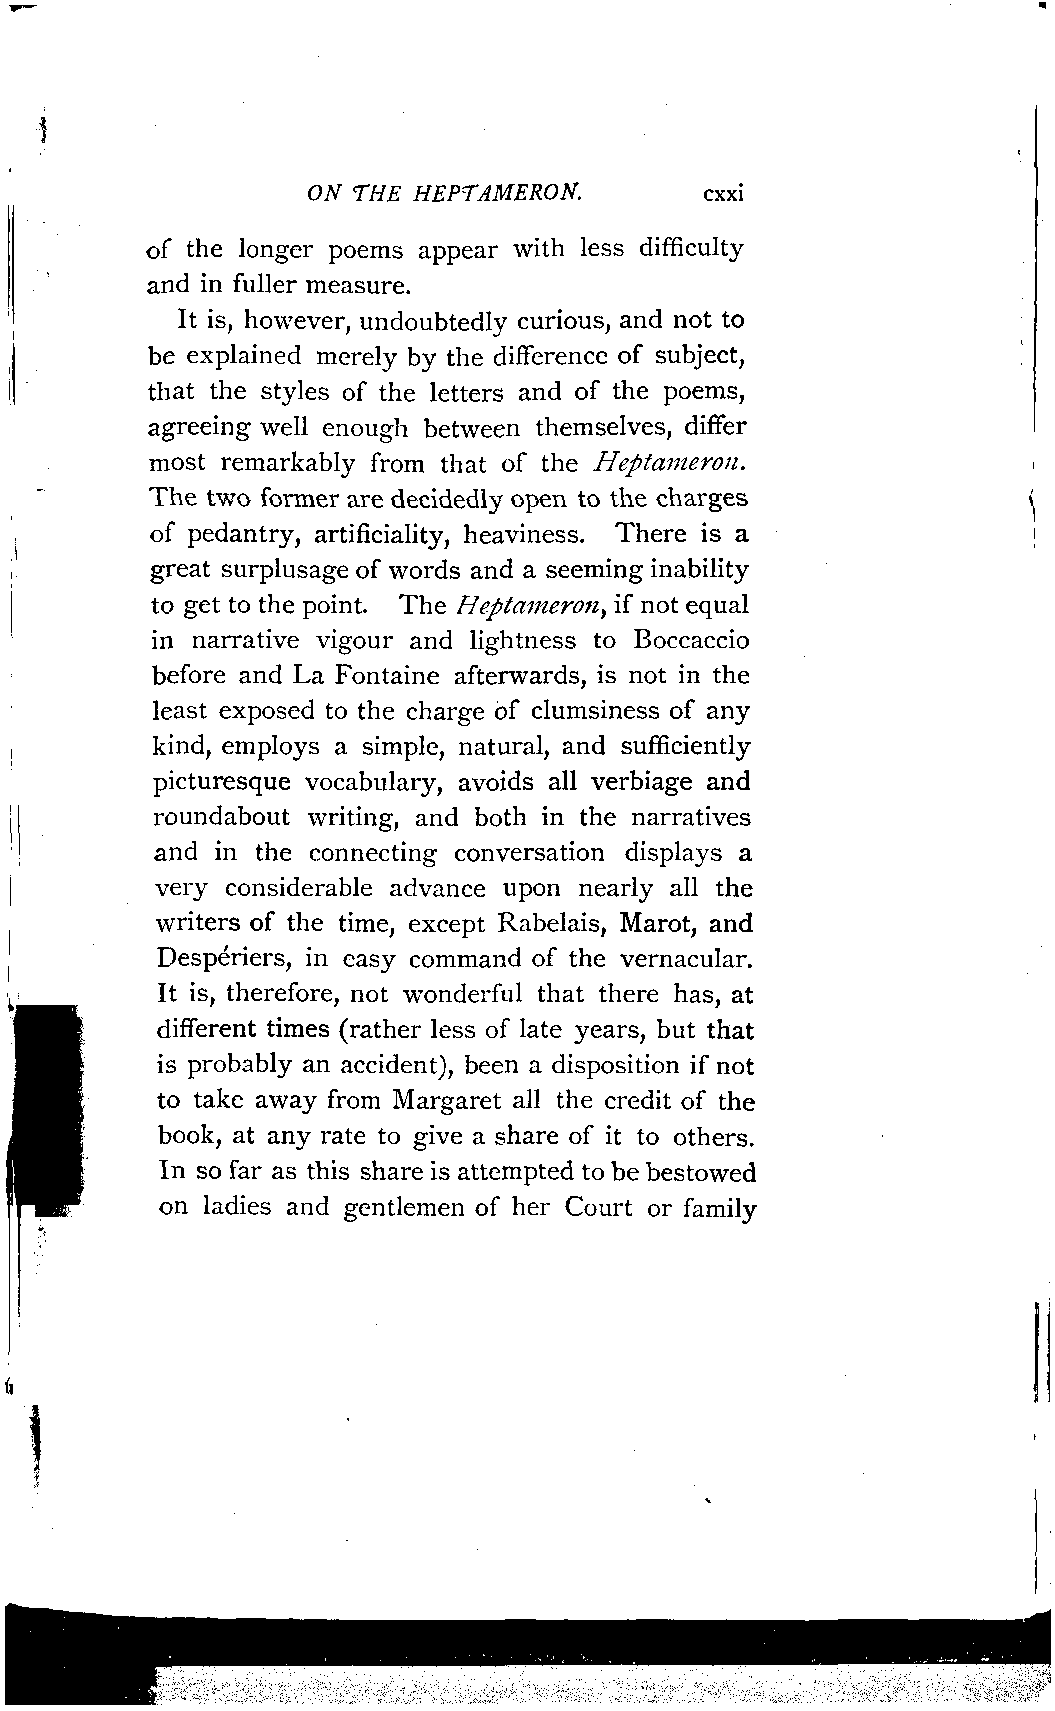 ON THE HEPTAMERON. cxxi
of the longer poems appear with less difficulty
and in fuller measure.
It is, however, undoubtedly curious, and not to
be explained merely by the difference of subject,
that the styles of the letters and of the poems,
agreeing well enough between themselves, differ
most remarkably from that of the Heptameron.
The two former are decidedly open to the charges
of pedantry, artificiality, heaviness. There is a
great surplusage of words and a seeming inability
to get to the point. The Heptameron, if not equal
in narrative vigour and lightness to Boccaccio
before and La Fontaine afterwards, is not in the
least exposed to the charge of clumsiness of any
kind, employs a simple, natural, and sufficiently
picturesque vocabulary, avoids all verbiage and
roundabout writing, and both in the narratives
and in the connecting conversation displays a
very considerable advance upon nearly all the
writers of the time, except Rabelais, Marot, and
Despériers, in easy command of the vernacular.
It is, therefore, not wonderful that there has, at
different times (rather less of late years, but that
is probably an accident), been a disposition if not
to take away from Margaret all the credit of the
book, at any rate to give a share of it to others.
In so far as this share is attempted to be bestowed
on ladies and gentlemen of her Court or family